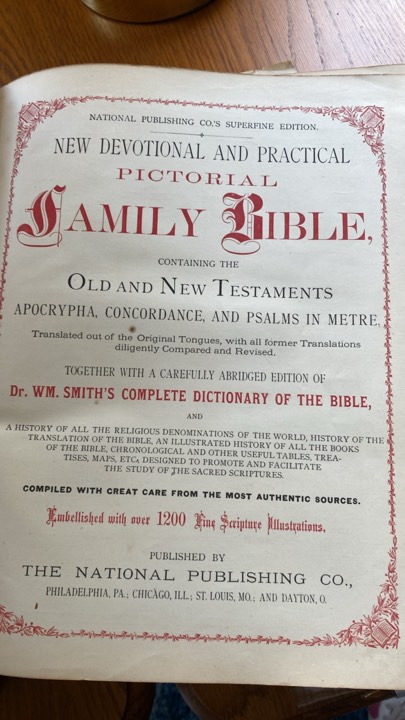 NATIONAL PUBLISHING CO.'S SUPERFINE EDITION.
NEW DEVOTIONAL AND PRACTICAL
PICTORIAL
FAMILY BIBLE,
CONTAINING THE
OLD AND NEW TESTAMENTS
APOCRYPHA, CONCORDANCE, AND PSALMS IN METRE,
Translated out of the Original Tongues, with all former Translations
diligently Compared and Revised.
TOGETHER WITH A CAREFULLY ABRIDGED EDITION OF
DR. WM. SMITH'S COMPLETE DICTIONARY OF THE BIBLE,
AND
A HISTORY OF ALL THE RELIGIOUS DENOMINATIONS OF THE WORLD, HISTORY OF THE
TRANSLATION OF THE BIBLE, AN ILLUSTRATED HISTORY OF ALL THE BOOKS
OF THE BIBLE, CHRONOLOGICAL AND OTHER USEFUL TABLES, TREA-
TISES, MAPS, ETC., DESIGNED TO PROMOTE AND FACILITATE
THE STUDY OF THE SACRED SCRIPTURES.
COMPILED WITH GREAT CARE FROM THE MOST AUTHENTIC SOURCES.
Embellished with over 1200 Fine Scripture Illustrations.
PUBLISHED BY
THE NATIONAL PUBLISHING CO.,
PHILADELPHIA, PA.; CHICAGO, ILL.; ST. LOUIS, MO.; AND DAYTON, O.